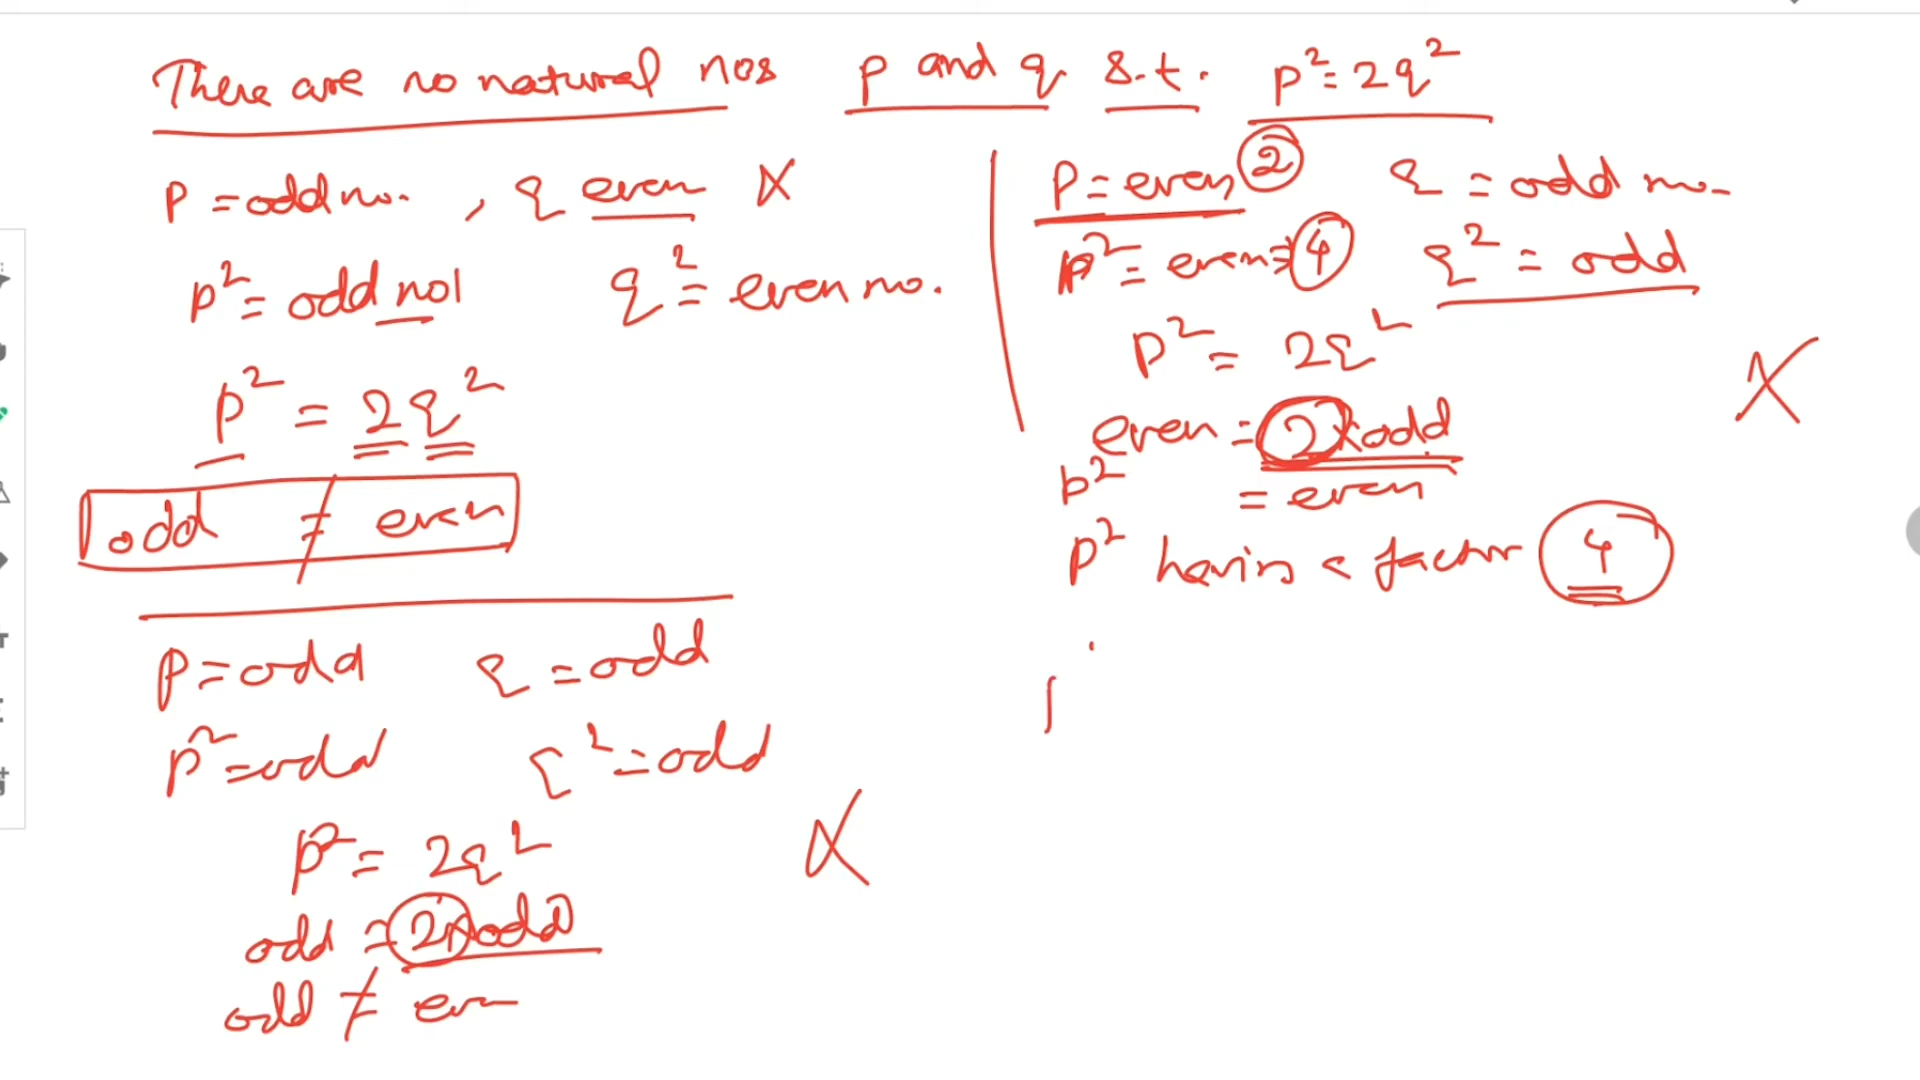 There are no natural nos p and q s.t. p²=2q²
p = odd no. , q even X
p² = odd no
q² = even no.
p² = 2q²
odd ≠ even
p = odd q = odd
p² = odd q² = odd
p² = 2q² X
odd = 2×odd
odd ≠ even
p = even 2 q = odd no.
p² = even = 4 q² = odd
p² = 2q² X
even = 2×odd
p² = even
p² having a factor 4